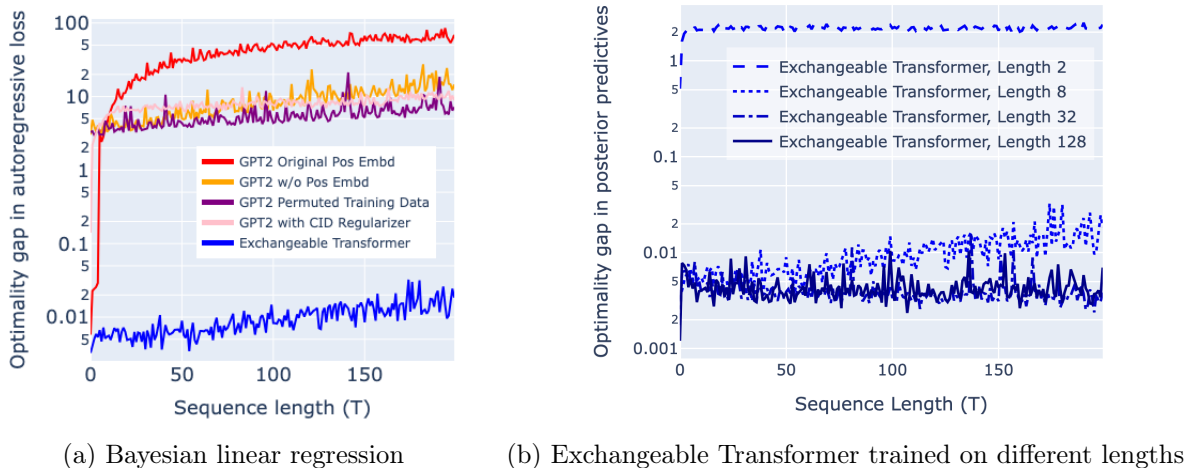 Optimality gap in autoregressive loss
100
5
2
10
5
2
1
5
2
0.1
5
2
0.01
5
GPT2 Original Pos Embd
GPT2 w/o Pos Embd
GPT2 Permuted Training Data
GPT2 with CID Regularizer
Exchangeable Transformer
0
50
100
150
Sequence length (T)
(a) Bayesian linear regression
Optimality gap in posterior predictives
2
1
5
2
0.1
5
2
0.01
5
2
0.001
Exchangeable Transformer, Length 2
Exchangeable Transformer, Length 8
Exchangeable Transformer, Length 32
Exchangeable Transformer, Length 128
0
50
100
150
Sequence Length (T)
(b) Exchangeable Transformer trained on different lengths